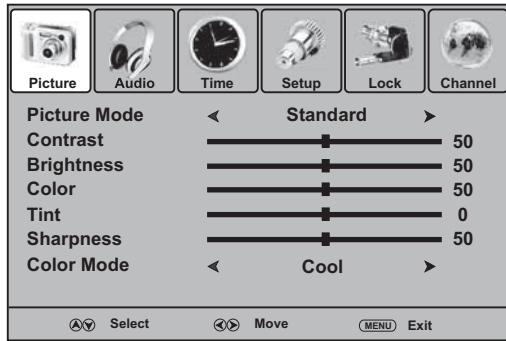 Picture Audio Time Setup Lock Channel
Picture Mode Standard
Contrast 50
Brightness 50
Color 50
Tint 0
Sharpness 50
Color Mode Cool
Select Move MENU Exit